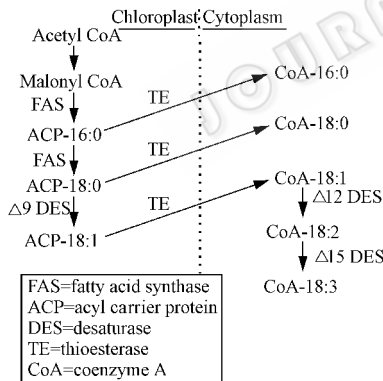 Chloroplast Cytoplasm
Acetyl CoA
Malonyl CoA
FAS
ACP-16:0
FAS
ACP-18:0
△9 DES
ACP-18:1
TE
TE
TE
CoA-16:0
CoA-18:0
CoA-18:1
△12 DES
CoA-18:2
△15 DES
CoA-18:3
FAS=fatty acid synthase
ACP=acyl carrier protein
DES=desaturase
TE=thioesterase
CoA=coenzyme A
JOUR